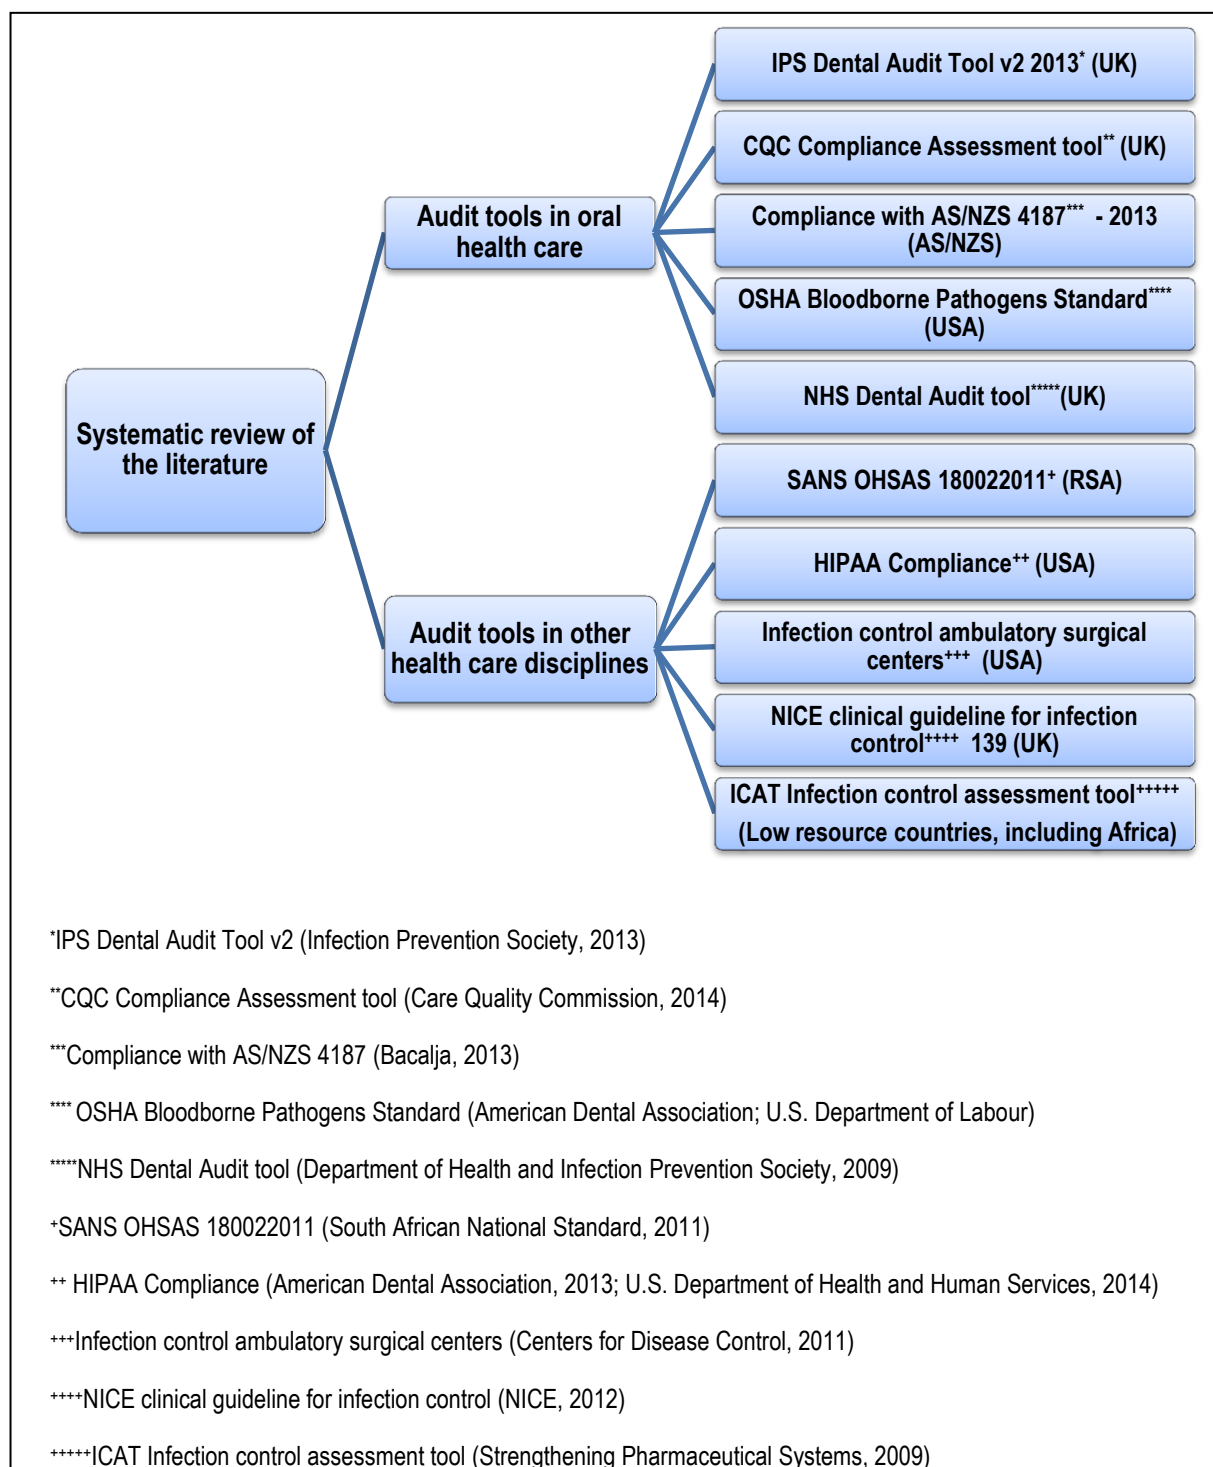 Systematic review of
the literature
Audit tools in oral
health care
IPS Dental Audit Tool v2 2013* (UK)
CQC Compliance Assessment tool** (UK)
Compliance with AS/NZS 4187*** - 2013
(AS/NZS)
OSHA Bloodborne Pathogens Standard****
(USA)
NHS Dental Audit tool*****(UK)
Audit tools in other
health care disciplines
SANS OHSAS 180022011+ (RSA)
HIPAA Compliance++ (USA)
Infection control ambulatory surgical
centers+++ (USA)
NICE clinical guideline for infection
control++++ 139 (UK)
ICAT Infection control assessment tool+++++
(Low resource countries, including Africa)
*IPS Dental Audit Tool v2 (Infection Prevention Society, 2013)
**CQC Compliance Assessment tool (Care Quality Commission, 2014)
***Compliance with AS/NZS 4187 (Bacalja, 2013)
**** OSHA Bloodborne Pathogens Standard (American Dental Association; U.S. Department of Labour)
*****NHS Dental Audit tool (Department of Health and Infection Prevention Society, 2009)
+SANS OHSAS 180022011 (South African National Standard, 2011)
++ HIPAA Compliance (American Dental Association, 2013; U.S. Department of Health and Human Services, 2014)
+++Infection control ambulatory surgical centers (Centers for Disease Control, 2011)
++++NICE clinical guideline for infection control (NICE, 2012)
+++++ICAT Infection control assessment tool (Strengthening Pharmaceutical Systems, 2009)